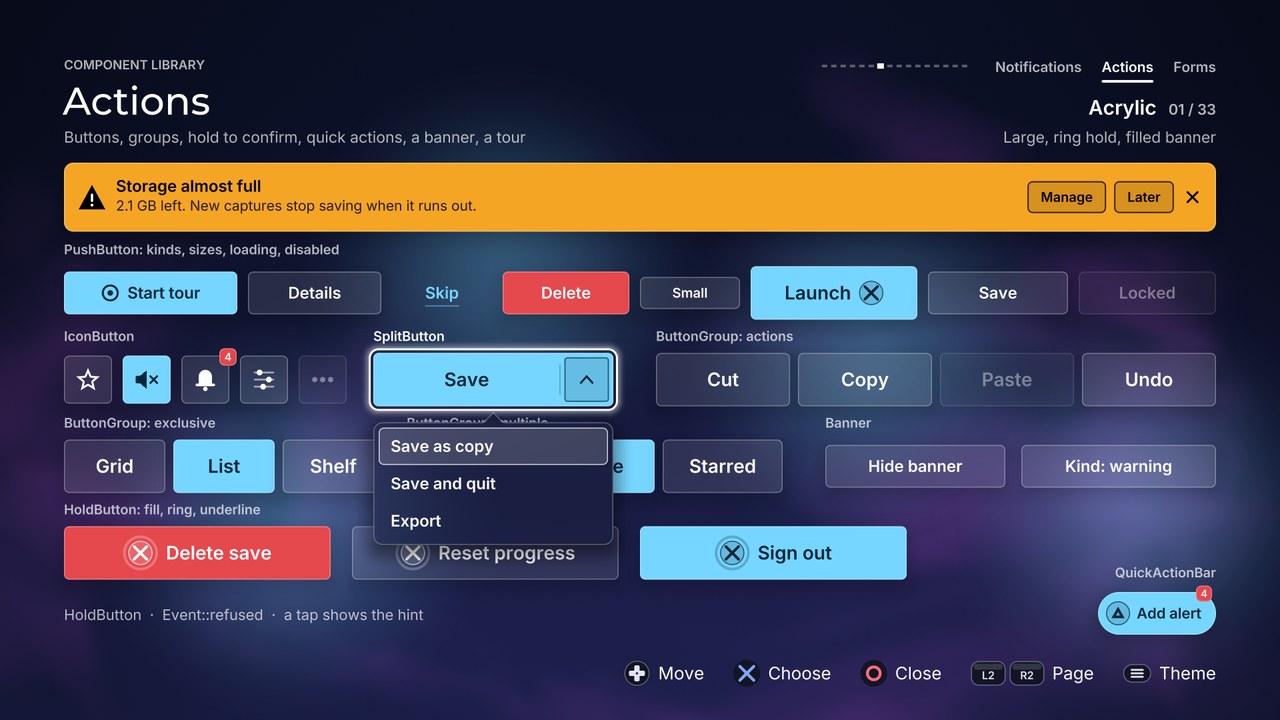 COMPONENT LIBRARY
Actions
Buttons, groups, hold to confirm, quick actions, a banner, a tour
Notifications Actions Forms
Acrylic 01 / 33
Large, ring hold, filled banner
Storage almost full
2.1 GB left. New captures stop saving when it runs out.
Manage Later
PushButton: kinds, sizes, loading, disabled
Start tour Details Skip Delete Small Launch Save Locked
IconButton SplitButton ButtonGroup: actions
4
Save Cut Copy Paste Undo
ButtonGroup: exclusive ButtonGroup: multiple Banner
Grid List Shelf Starred Hide banner Kind: warning
Save as copy
Save and quit
Export
HoldButton: fill, ring, underline
Delete save Reset progress Sign out
QuickActionBar
4
Add alert
HoldButton · Event::refused · a tap shows the hint
Move Choose Close L2 R2 Page Theme